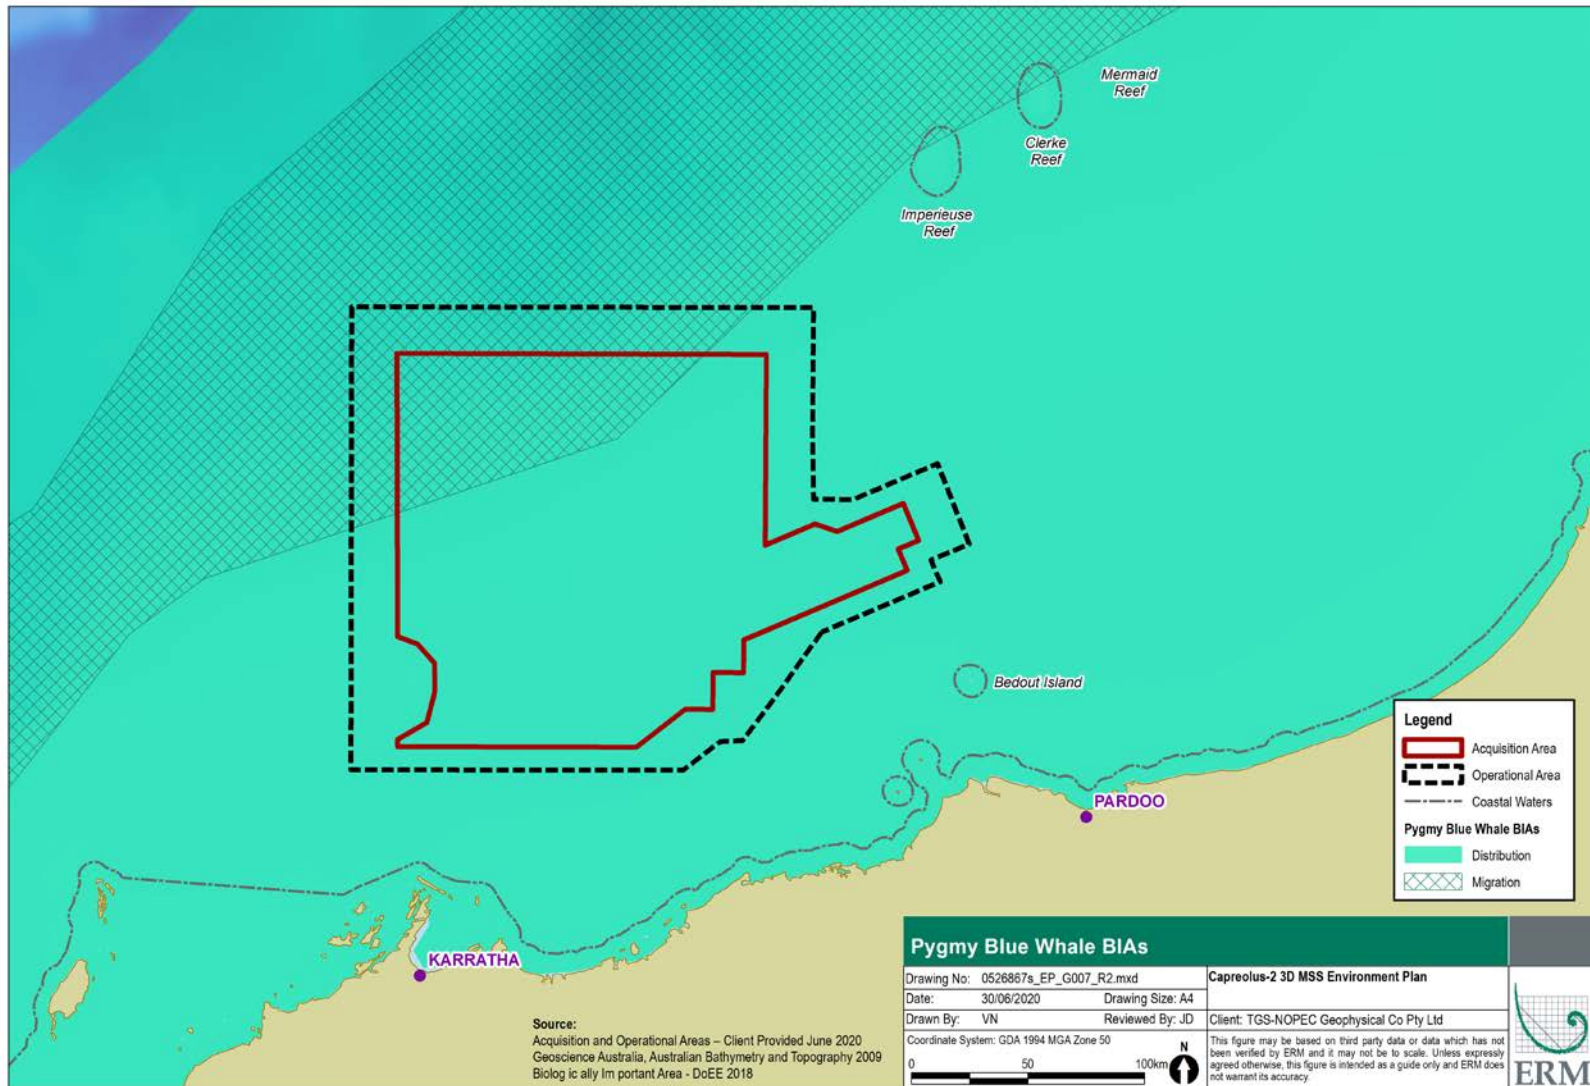 Mermaid
Reef
Clerke
Reef
Imperieuse
Reef
Bedout Island
PARDOO
KARRATHA
Legend
Acquisition Area
Operational Area
Coastal Waters
Pygmy Blue Whale BIAs
Distribution
Migration
Source:
Acquisition and Operational Areas – Client Provided June 2020
Geoscience Australia, Australian Bathymetry and Topography 2009
Biolog ic ally Im portant Area - DoEE 2018
Pygmy Blue Whale BIAs
Drawing No: 0526867s_EP_G007_R2.mxd
Date: 30/06/2020 Drawing Size: A4
Drawn By: VN Reviewed By: JD
Coordinate System: GDA 1994 MGA Zone 50
0 50 100km N
Capreolus-2 3D MSS Environment Plan
Client: TGS-NOPEC Geophysical Co Pty Ltd
This figure may be based on third party data or data which has not
been verified by ERM and it may not be to scale. Unless expressly
agreed otherwise, this figure is intended as a guide only and ERM does
not warrant its accuracy.
ERM